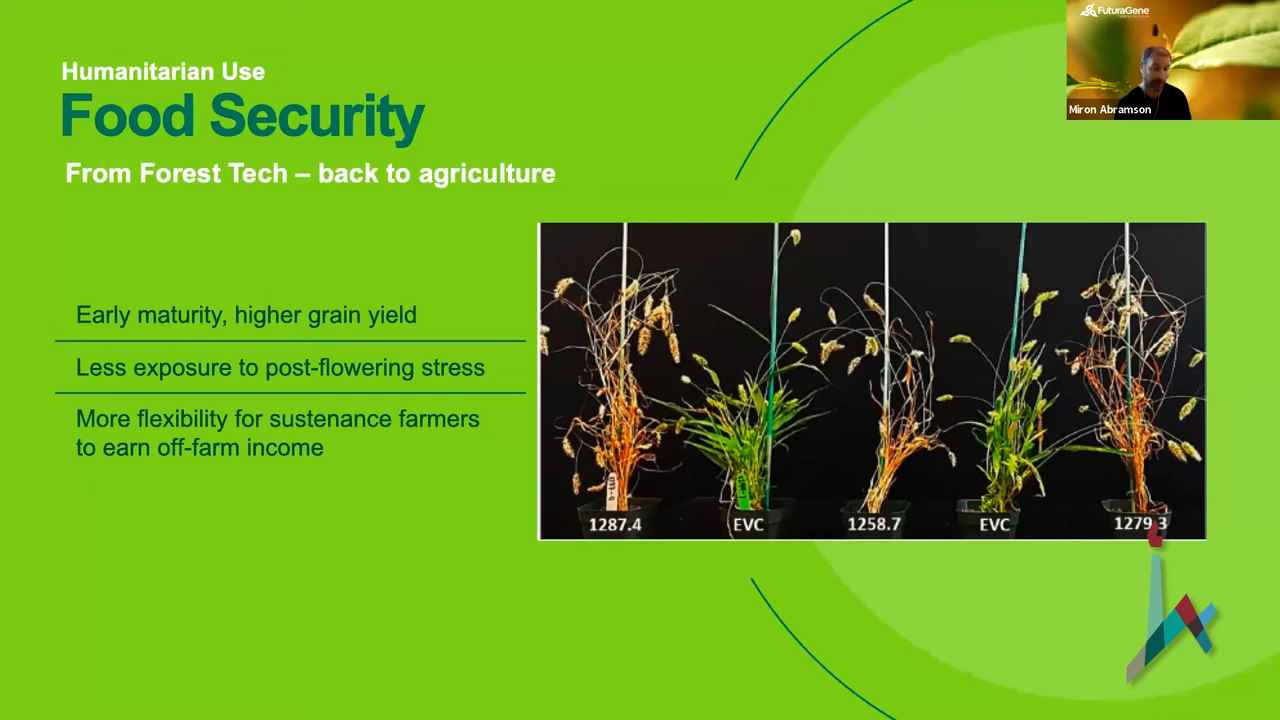 Humanitarian Use
Food Security
From Forest Tech – back to agriculture
FuturaGene
Miron Abramson
Early maturity, higher grain yield
Less exposure to post-flowering stress
More flexibility for sustenance farmers
to earn off-farm income
1287.4
EVC
1258.7
EVC
1279.3